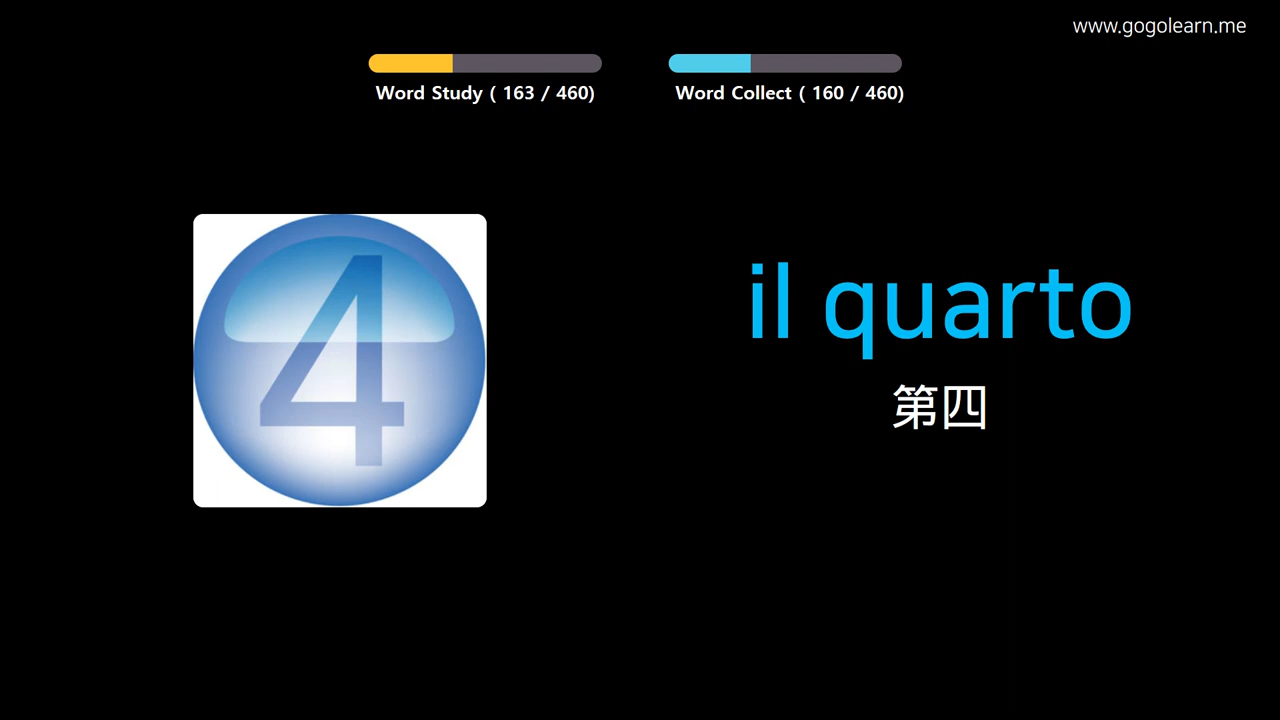 www.gogolearn.me
Word Study ( 163 / 460)
Word Collect ( 160 / 460)
4
il quarto
第四